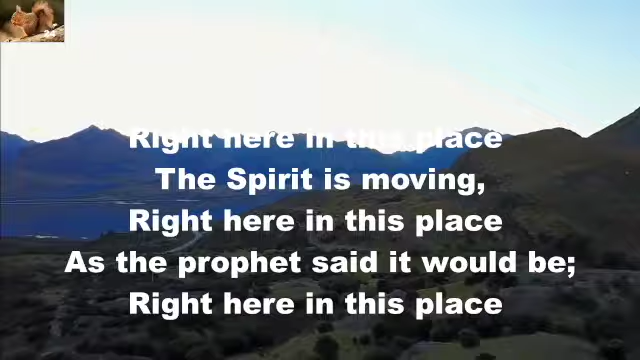 Right here in this place
The Spirit is moving,
Right here in this place
As the prophet said it would be;
Right here in this place